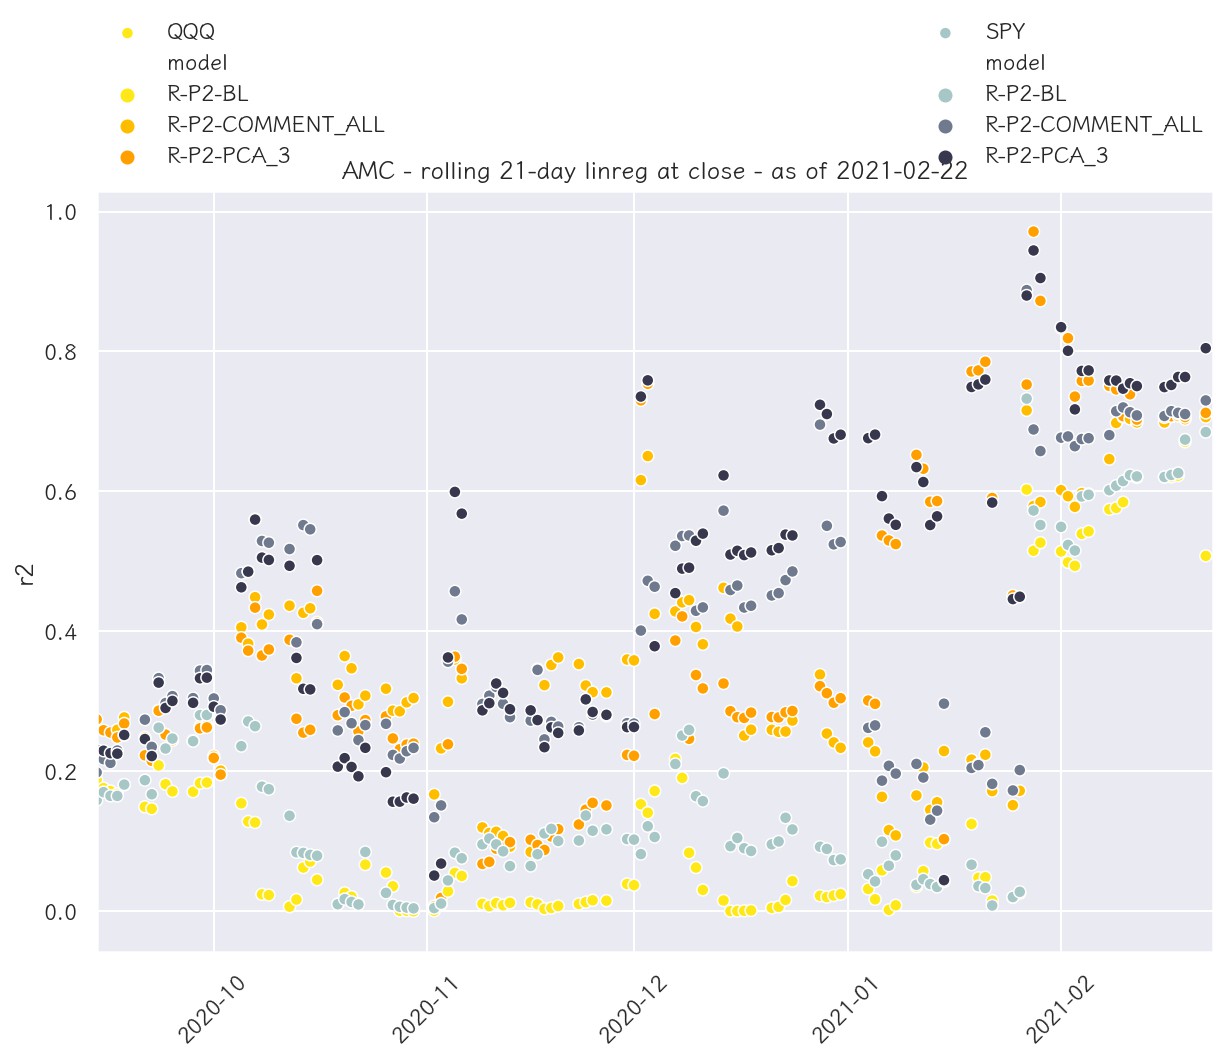 QQQ
model
R-P2-BL
R-P2-COMMENT_ALL
R-P2-PCA_3
SPY
model
R-P2-BL
R-P2-COMMENT_ALL
R-P2-PCA_3
AMC - rolling 21-day linreg at close - as of 2021-02-22
1.0
0.8
0.6
0.4
0.2
0.0
r2
2020-10
2020-11
2020-12
2021-01
2021-02